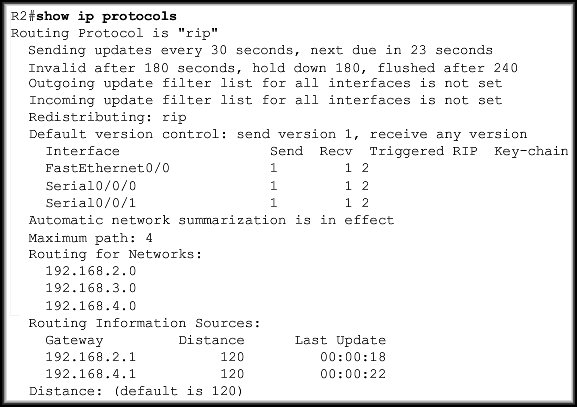 R2#show ip protocols
Routing Protocol is "rip"
  Sending updates every 30 seconds, next due in 23 seconds
  Invalid after 180 seconds, hold down 180, flushed after 240
  Outgoing update filter list for all interfaces is not set
  Incoming update filter list for all interfaces is not set
  Redistributing: rip
  Default version control: send version 1, receive any version
    Interface             Send  Recv  Triggered RIP  Key-chain
    FastEthernet0/0       1     1 2
    Serial0/0/0           1     1 2
    Serial0/0/1           1     1 2
  Automatic network summarization is in effect
  Maximum path: 4
  Routing for Networks:
    192.168.2.0
    192.168.3.0
    192.168.4.0
  Routing Information Sources:
    Gateway         Distance      Last Update
    192.168.2.1          120      00:00:18
    192.168.4.1          120      00:00:22
  Distance: (default is 120)